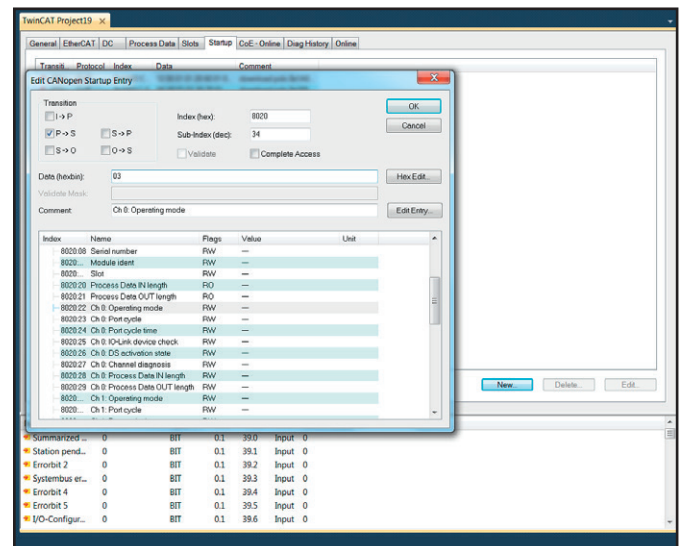 TwinCAT Project19
General EtherCAT DC Process Data Slots Startup CoE - Online Diag History Online
Transiti... Protocol Index Data Comment
Edit CANopen Startup Entry
Transition
I -> P
P -> S S -> P
S -> O O -> S
Index (hex): 8020
Sub-Index (dec): 34
Validate Complete Access
OK
Cancel
Data (hexbin): 03 Hex Edit...
Validate Mask:
Comment: Ch 0: Operating mode Edit Entry...
Index Name Flags Value Unit
8020:08 Serial number RW —
8020:... Module ident RW —
8020:... Slot RW —
8020:20 Process Data IN length RO —
8020:21 Process Data OUT length RO —
8020:22 Ch 0: Operating mode RW —
8020:23 Ch 0: Port cycle RW —
8020:24 Ch 0: Port cycle time RW —
8020:25 Ch 0: IO-Link device check RW —
8020:26 Ch 0: DS activation state RW —
8020:27 Ch 0: Channel diagnosis RW —
8020:28 Ch 0: Process Data IN length RW —
8020:29 Ch 0: Process Data OUT length RW —
8020:... Ch 1: Operating mode RW —
8020:... Ch 1: Port cycle RW —
New... Delete... Edit...
Summarized ... 0 BIT 0.1 39.0 Input 0
Station pend... 0 BIT 0.1 39.1 Input 0
Errorbit 2 0 BIT 0.1 39.2 Input 0
Systembus er... 0 BIT 0.1 39.3 Input 0
Errorbit 4 0 BIT 0.1 39.4 Input 0
Errorbit 5 0 BIT 0.1 39.5 Input 0
I/O-Configur... 0 BIT 0.1 39.6 Input 0